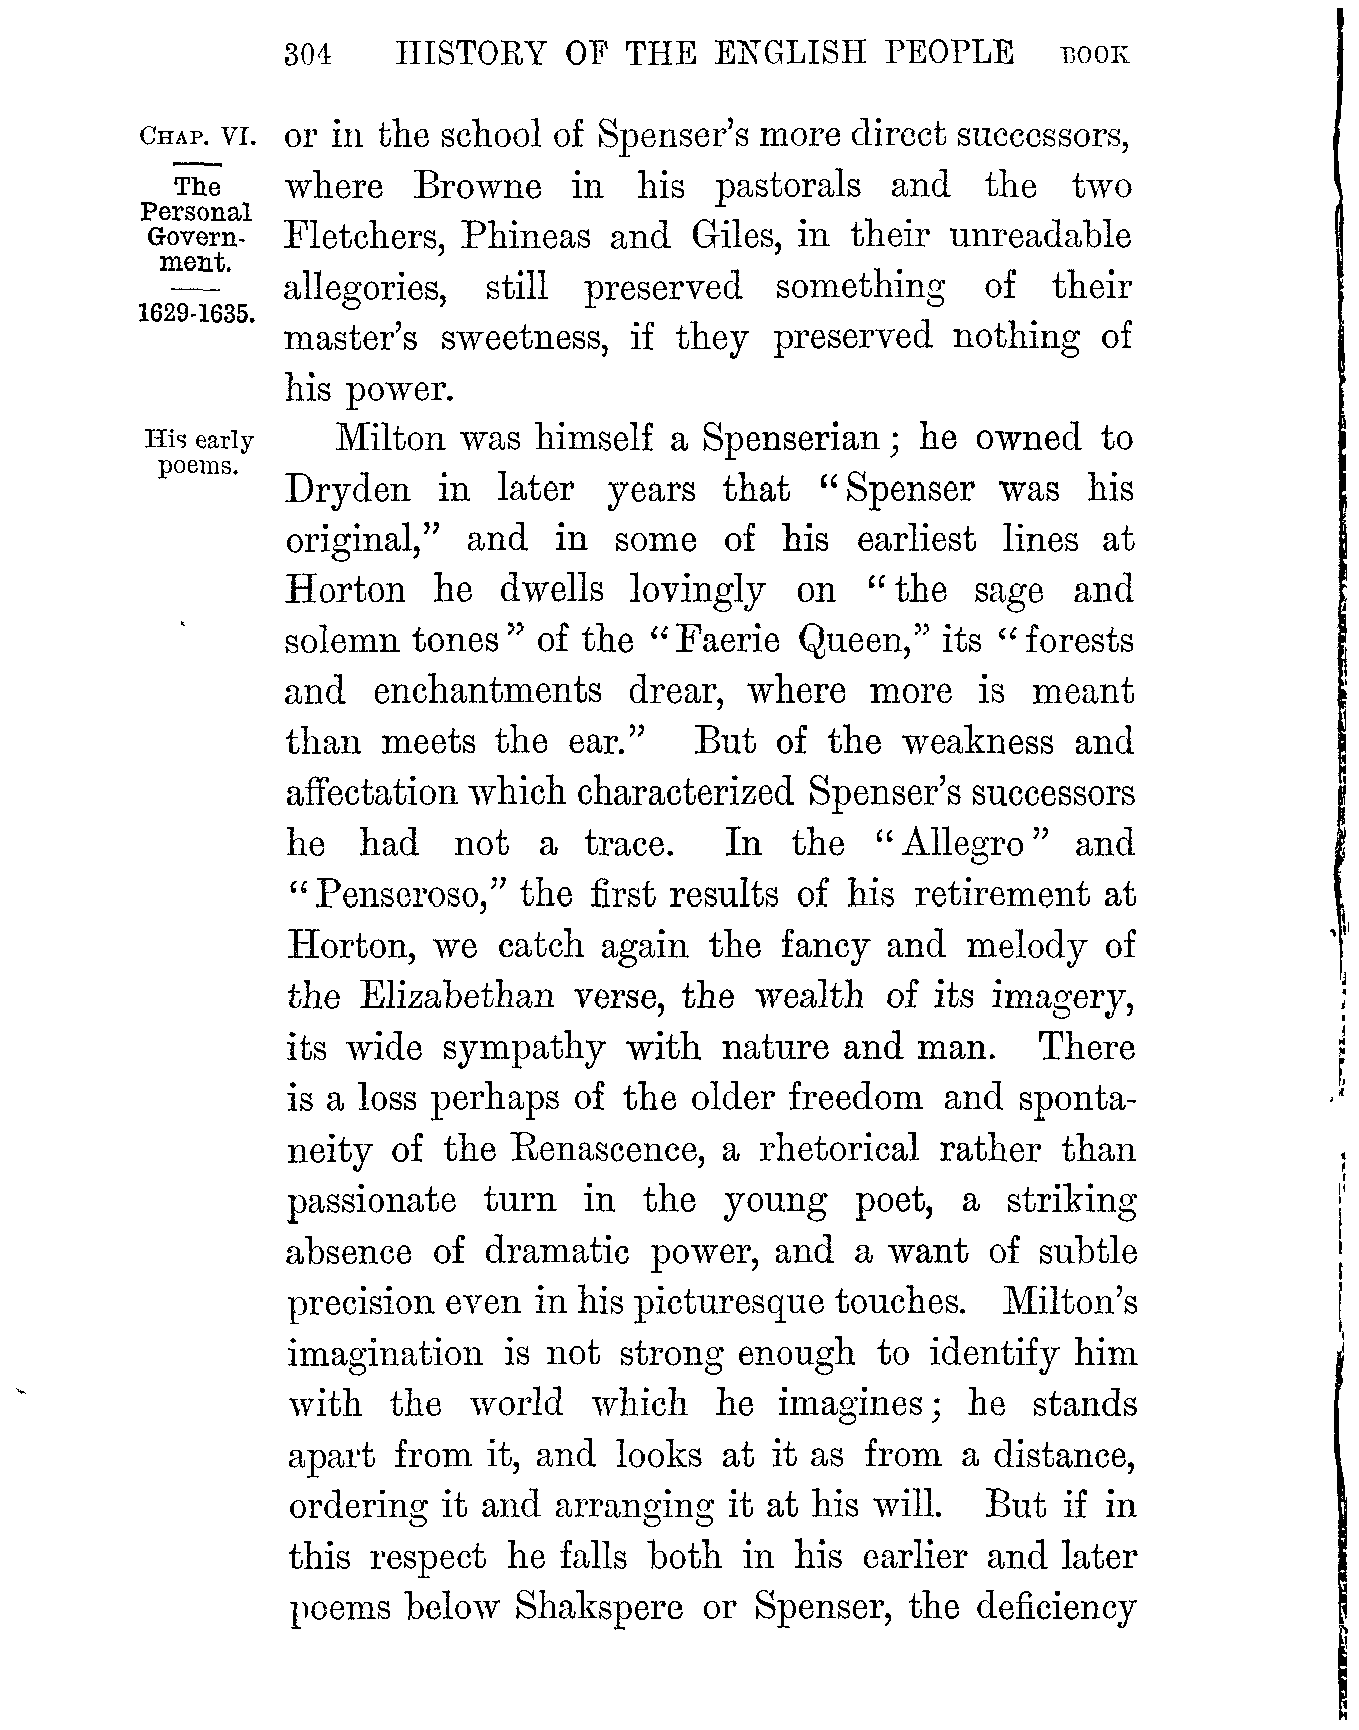 304 HISTORY OF THE ENGLISH PEOPLE BOOK
CHAP. VI.
The
Personal
Govern-
ment.
1629-1635.
or in the school of Spenser's more direct successors,
where Browne in his pastorals and the two
Fletchers, Phineas and Giles, in their unreadable
allegories, still preserved something of their
master's sweetness, if they preserved nothing of
his power.
His early
poems.
Milton was himself a Spenserian; he owned to
Dryden in later years that “Spenser was his
original,” and in some of his earliest lines at
Horton he dwells lovingly on “the sage and
solemn tones” of the “Faerie Queen,” its “forests
and enchantments drear, where more is meant
than meets the ear.” But of the weakness and
affectation which characterized Spenser's successors
he had not a trace. In the “Allegro” and
“Penseroso,” the first results of his retirement at
Horton, we catch again the fancy and melody of
the Elizabethan verse, the wealth of its imagery,
its wide sympathy with nature and man. There
is a loss perhaps of the older freedom and sponta-
neity of the Renascence, a rhetorical rather than
passionate turn in the young poet, a striking
absence of dramatic power, and a want of subtle
precision even in his picturesque touches. Milton's
imagination is not strong enough to identify him
with the world which he imagines; he stands
apart from it, and looks at it as from a distance,
ordering it and arranging it at his will. But if in
this respect he falls both in his earlier and later
poems below Shakspere or Spenser, the deficiency